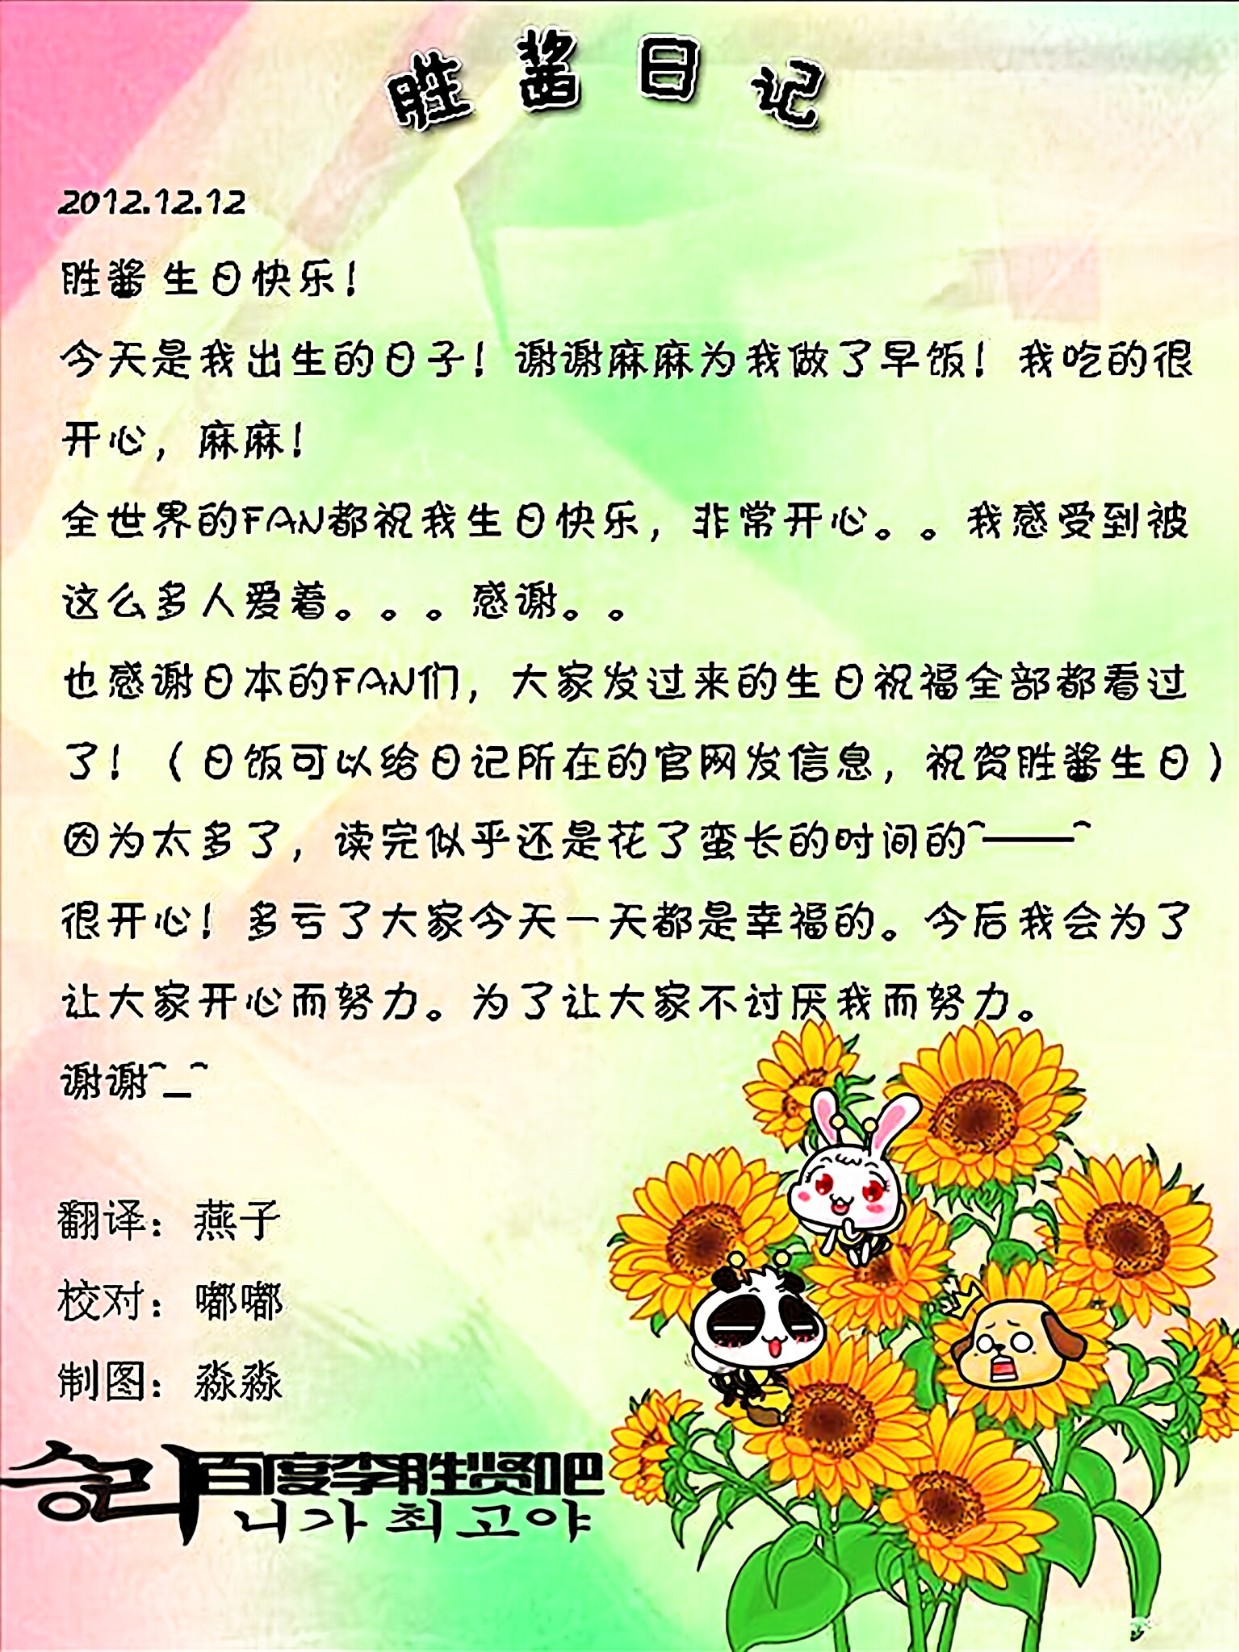 胜酱日记
2012.12.12
胜酱生日快乐！
今天是我出生的日子！谢谢麻麻为我做了早饭！我吃的很
开心，麻麻！
全世界的FAN都祝我生日快乐，非常开心。。我感受到被
这么多人爱着。。。感谢。。
也感谢日本的FAN们，大家发过来的生日祝福全部都看过
了！（日饭可以给日记所在的官网发信息，祝贺胜酱生日）
因为太多了，读完似乎还是花了蛮长的时间的^——^
很开心！多亏了大家今天一天都是幸福的。今后我会为了
让大家开心而努力。为了让大家不讨厌我而努力。
谢谢^_^
翻译：燕子
校对：嘟嘟
制图：淼淼
승리百度李胜贤吧
니가 최고야